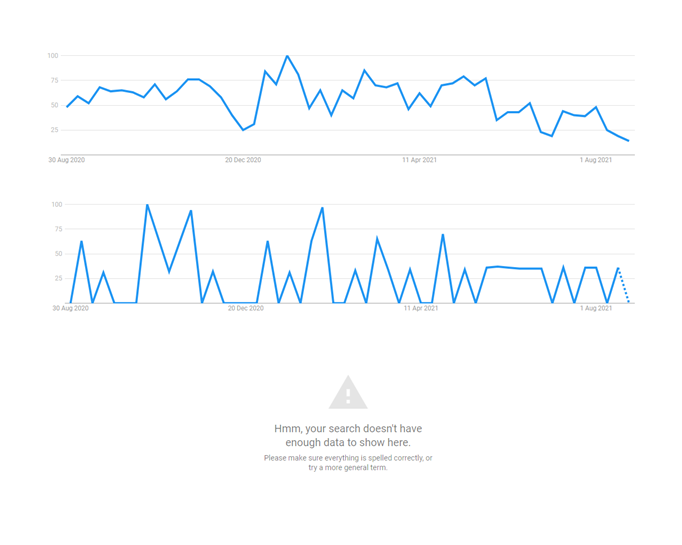 100
75
50
25
30 Aug 2020 20 Dec 2020 11 Apr 2021 1 Aug 2021
100
75
50
25
30 Aug 2020 20 Dec 2020 11 Apr 2021 1 Aug 2021
Hmm, your search doesn't have
enough data to show here.
Please make sure everything is spelled correctly, or
try a more general term.